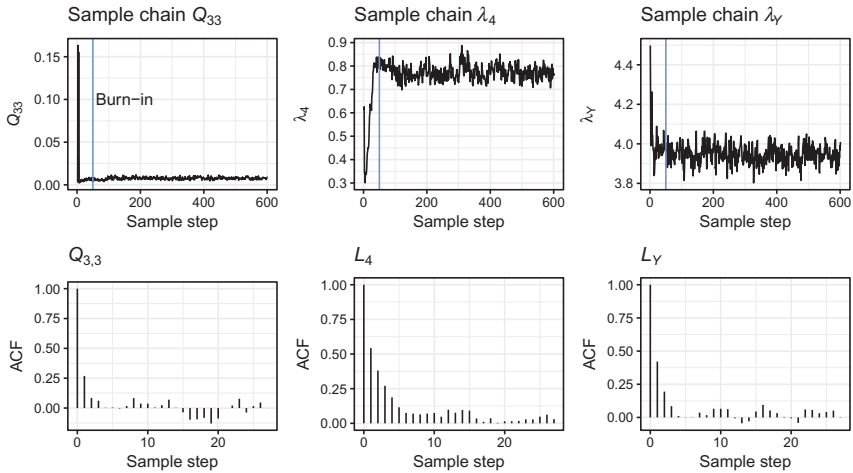 Sample chain Q33
Sample chain λ4
Sample chain λY
Q33
0.15
0.10
0.05
0.00
Burn−in
0 200 400 600
Sample step
λ4
0.9
0.8
0.7
0.6
0.5
0.4
0.3
0 200 400 600
Sample step
λY
4.4
4.2
4.0
3.8
0 200 400 600
Sample step
Q3,3
L4
LY
ACF
1.00
0.75
0.50
0.25
0.00
0 10 20
Sample step
ACF
1.00
0.75
0.50
0.25
0.00
0 10 20
Sample step
ACF
1.00
0.75
0.50
0.25
0.00
0 10 20
Sample step